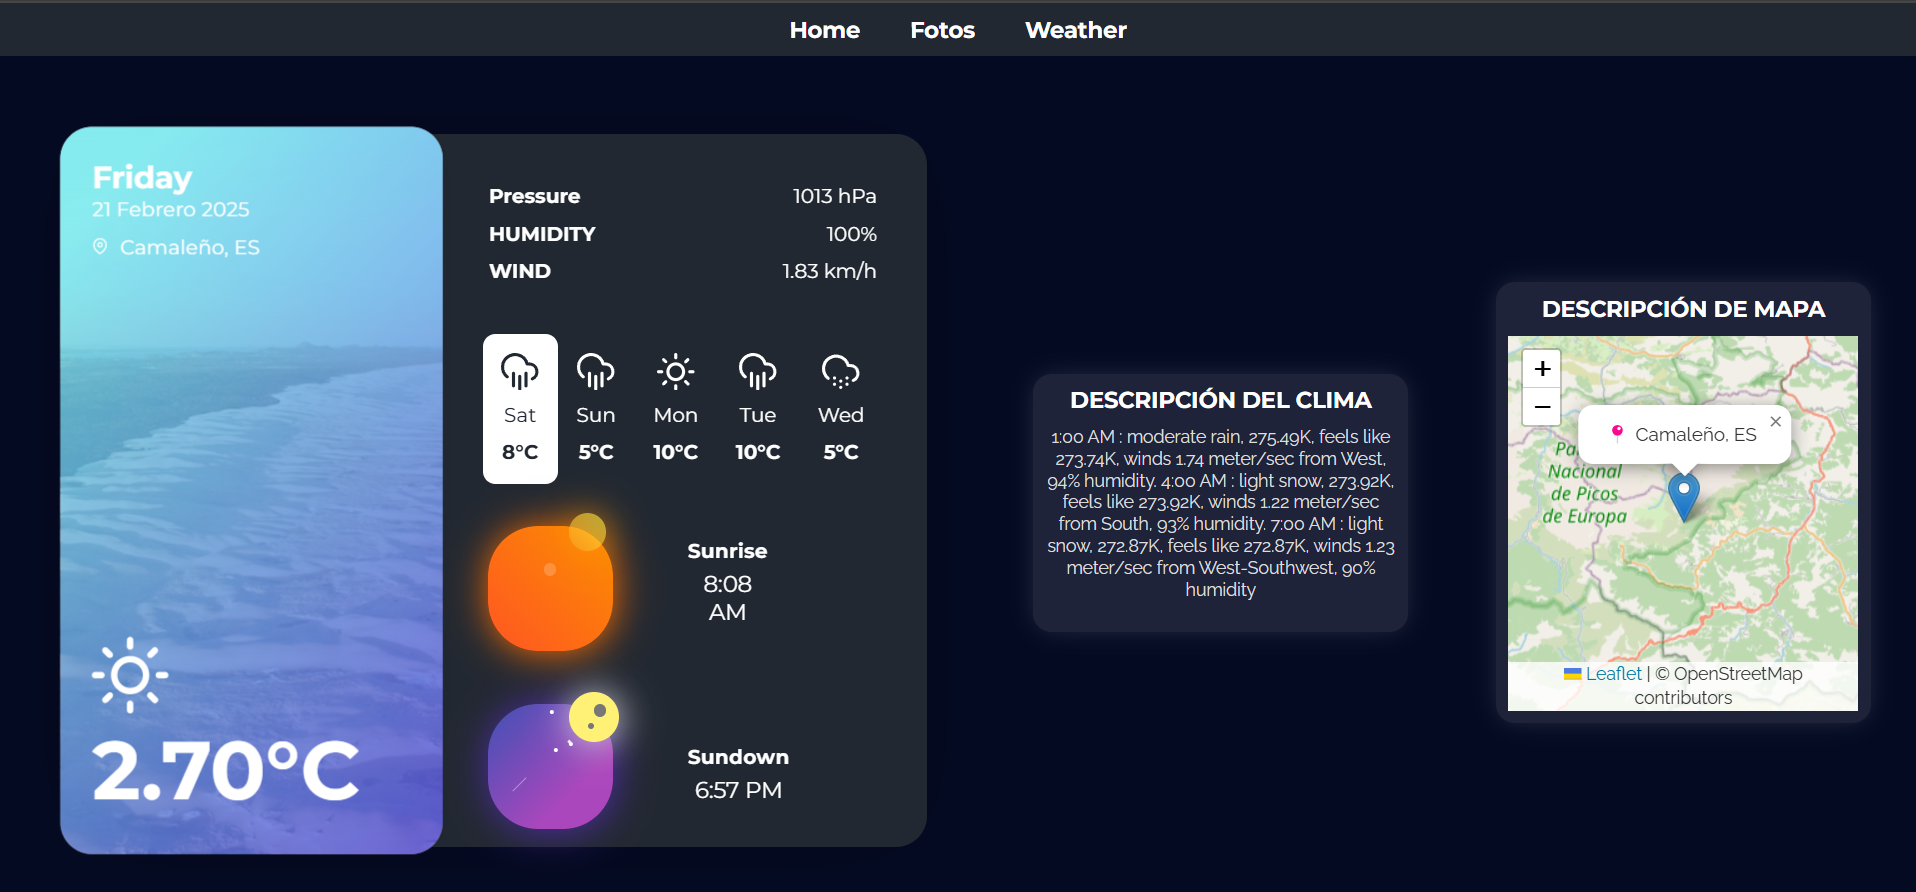 Home Fotos Weather
Friday
21 Febrero 2025
Camaleño, ES
2.70°C
Pressure 1013 hPa
HUMIDITY 100%
WIND 1.83 km/h
Sat Sun Mon Tue Wed
8°C 5°C 10°C 10°C 5°C
Sunrise
8:08
AM
Sundown
6:57 PM
DESCRIPCIÓN DEL CLIMA
1:00 AM : moderate rain, 275.49K, feels like
273.74K, winds 1.74 meter/sec from West,
94% humidity. 4:00 AM : light snow, 273.92K,
feels like 273.92K, winds 1.22 meter/sec
from South, 93% humidity. 7:00 AM : light
snow, 272.87K, feels like 272.87K, winds 1.23
meter/sec from West-Southwest, 90%
humidity
DESCRIPCIÓN DE MAPA
+
−
Camaleño, ES ×
Nacional
de Picos
de Europa
Leaflet | © OpenStreetMap
contributors